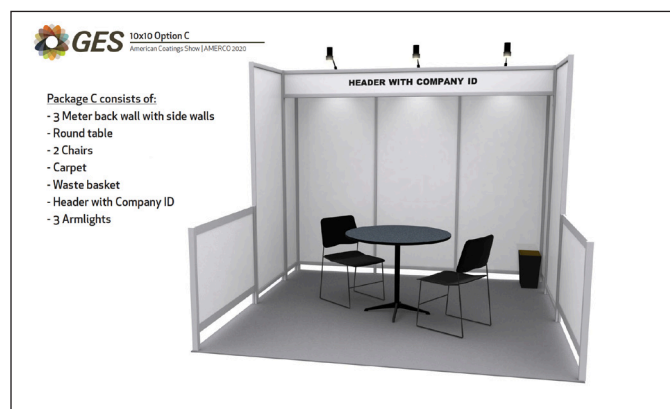 GES
10x10 Option C
American Coatings Show | AMERCO 2020
HEADER WITH COMPANY ID
Package C consists of:
- 3 Meter back wall with side walls
- Round table
- 2 Chairs
- Carpet
- Waste basket
- Header with Company ID
- 3 Armlights